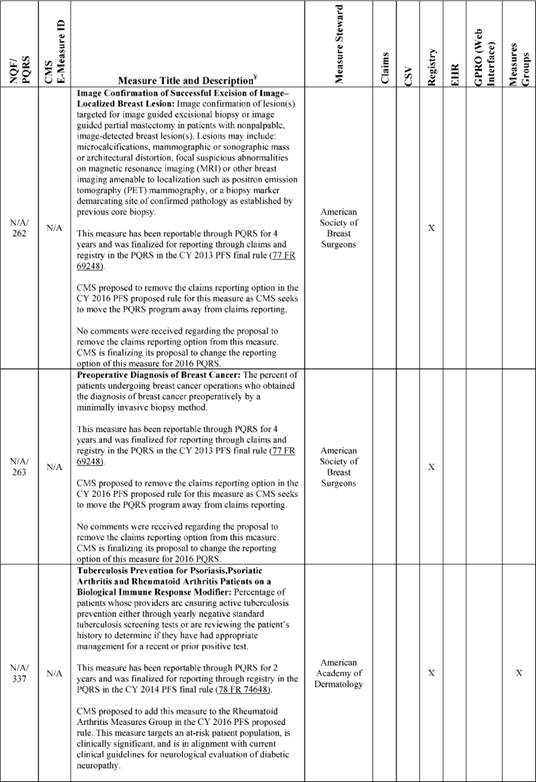 NQF/
PQRS
CMS
E-Measure ID
Measure Title and Description¥
Measure Steward
Claims
CSV
Registry
EHR
GPRO (Web
Interface)
Measures
Groups
N/A/
262
N/A
Image Confirmation of Successful Excision of Image–
Localized Breast Lesion: Image confirmation of lesion(s)
targeted for image guided excisional biopsy or image
guided partial mastectomy in patients with nonpalpable,
image-detected breast lesion(s). Lesions may include:
microcalcifications, mammographic or sonographic mass
or architectural distortion, focal suspicious abnormalities
on magnetic resonance imaging (MRI) or other breast
imaging amenable to localization such as positron emission
tomography (PET) mammography, or a biopsy marker
demarcating site of confirmed pathology as established by
previous core biopsy.
This measure has been reportable through PQRS for 4
years and was finalized for reporting through claims and
registry in the PQRS in the CY 2013 PFS final rule (77 FR
69248).
CMS proposed to remove the claims reporting option in the
CY 2016 PFS proposed rule for this measure as CMS seeks
to move the PQRS program away from claims reporting.
No comments were received regarding the proposal to
remove the claims reporting option from this measure.
CMS is finalizing its proposal to change the reporting
option of this measure for 2016 PQRS.
American
Society of
Breast
Surgeons
X
N/A/
263
N/A
Preoperative Diagnosis of Breast Cancer: The percent of
patients undergoing breast cancer operations who obtained
the diagnosis of breast cancer preoperatively by a
minimally invasive biopsy method.
This measure has been reportable through PQRS for 4
years and was finalized for reporting through claims and
registry in the PQRS in the CY 2013 PFS final rule (77 FR
69248).
CMS proposed to remove the claims reporting option in the
CY 2016 PFS proposed rule for this measure as CMS seeks
to move the PQRS program away from claims reporting.
No comments were received regarding the proposal to
remove the claims reporting option from this measure.
CMS is finalizing its proposal to change the reporting
option of this measure for 2016 PQRS.
American
Society of
Breast
Surgeons
X
N/A/
337
N/A
Tuberculosis Prevention for Psoriasis,Psoriatic
Arthritis and Rheumatoid Arthritis Patients on a
Biological Immune Response Modifier: Percentage of
patients whose providers are ensuring active tuberculosis
prevention either through yearly negative standard
tuberculosis screening tests or are reviewing the patient's
history to determine if they have had appropriate
management for a recent or prior positive test.
This measure has been reportable through PQRS for 2
years and was finalized for reporting through registry in the
PQRS in the CY 2014 PFS final rule (78 FR 74648).
CMS proposed to add this measure to the Rheumatoid
Arthritis Measures Group in the CY 2016 PFS proposed
rule. This measure targets an at-risk patient population, is
clinically significant, and is in alignment with current
clinical guidelines for neurological evaluation of diabetic
neuropathy.
American
Academy of
Dermatology
X
X